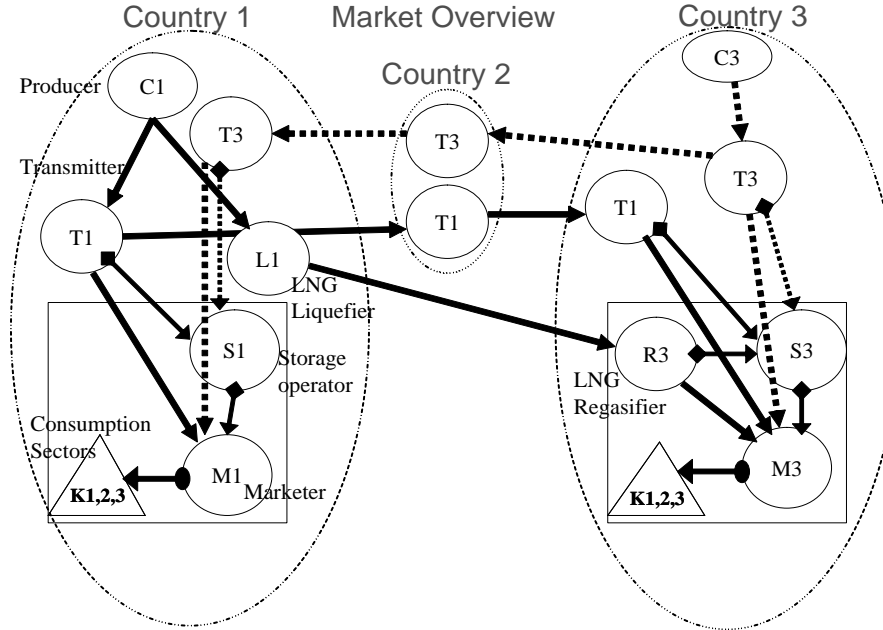 Country 1
Market Overview
Country 3
Country 2
Producer
C1
C3
T3
T3
T3
Transmitter
T1
T1
T1
L1
LNG
Liquefier
S1
Storage
operator
R3
S3
LNG
Regasifier
Consumption
Sectors
M1
Marketer
M3
K1,2,3
K1,2,3